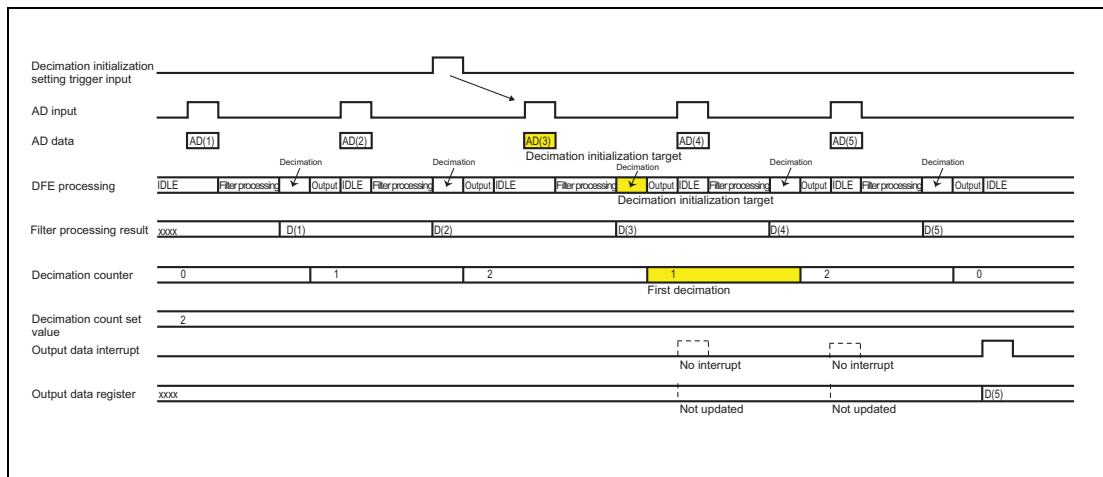 Decimation initialization
setting trigger input
AD input
AD data
AD(1)
AD(2)
AD(3)
AD(4)
AD(5)
Decimation initialization target
Decimation
Decimation
Decimation
Decimation
Decimation
DFE processing
IDLE
Filter processing
Output
IDLE
Filter processing
Output
IDLE
Filter processing
Output
IDLE
Filter processing
Output
IDLE
Filter processing
Output
IDLE
Decimation initialization target
Filter processing result
xxxx
D(1)
D(2)
D(3)
D(4)
D(5)
Decimation counter
0
1
2
1
2
0
First decimation
Decimation count set
value
2
Output data interrupt
No interrupt
No interrupt
Output data register
xxxx
D(5)
Not updated
Not updated